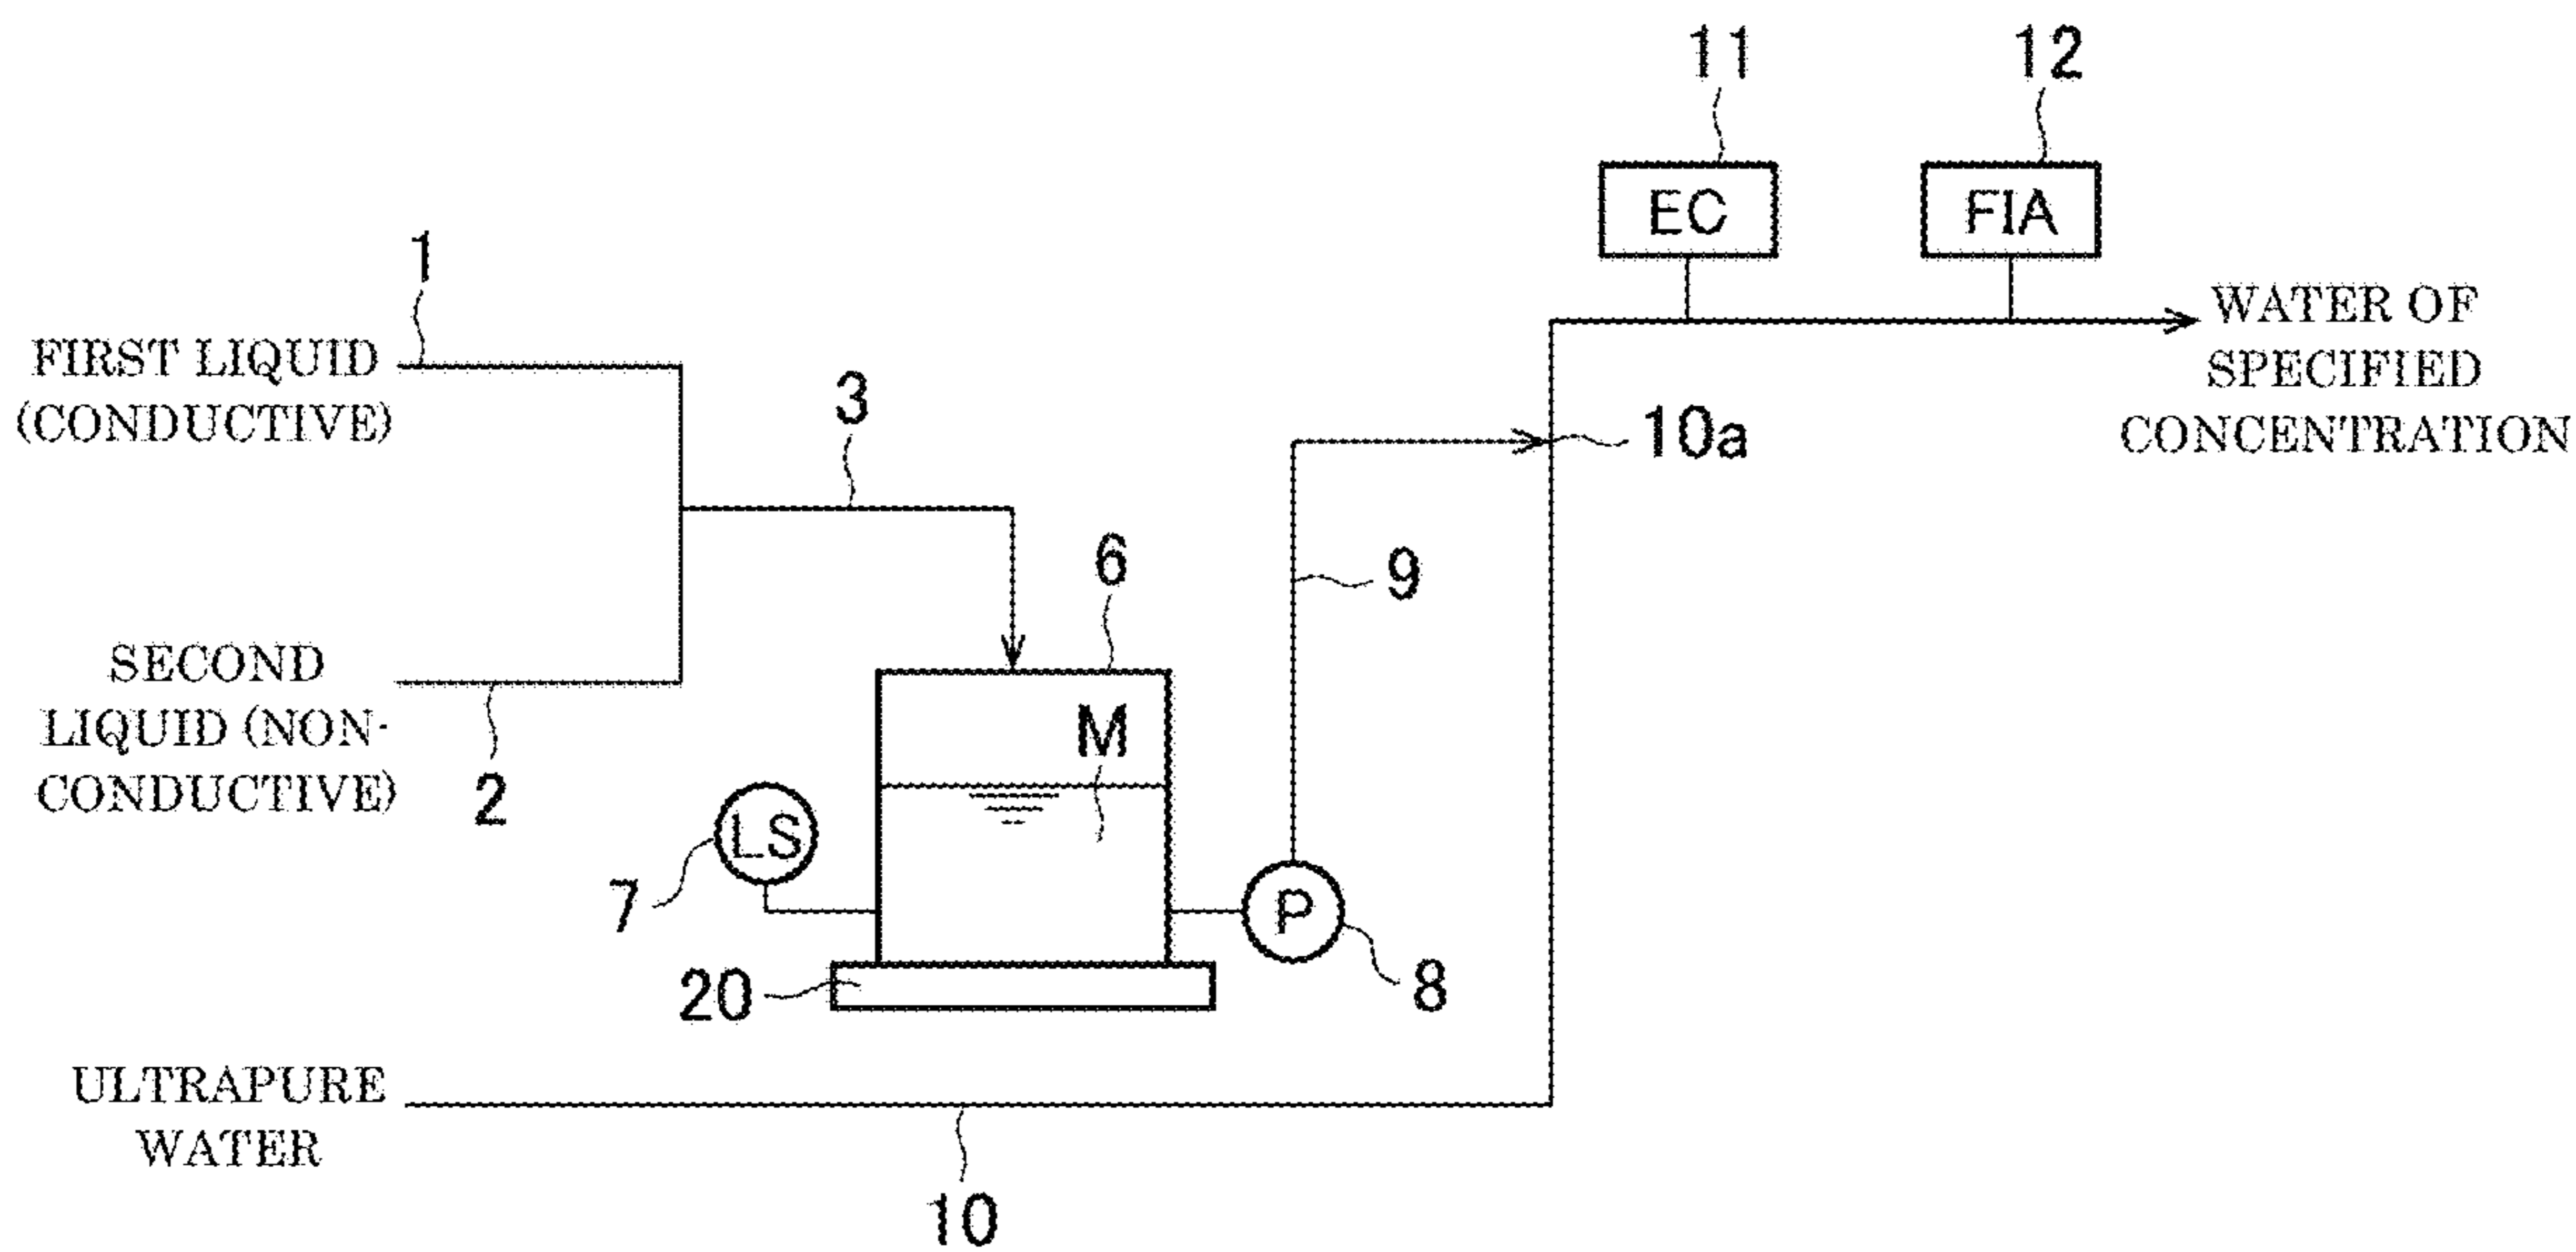 11
12
EC
FIA
1
FIRST LIQUID
(CONDUCTIVE)
3
WATER OF
SPECIFIED
CONCENTRATION
10a
6
9
SECOND
LIQUID (NON-
CONDUCTIVE)
2
M
LS
7
P
8
20
ULTRAPURE
WATER
10